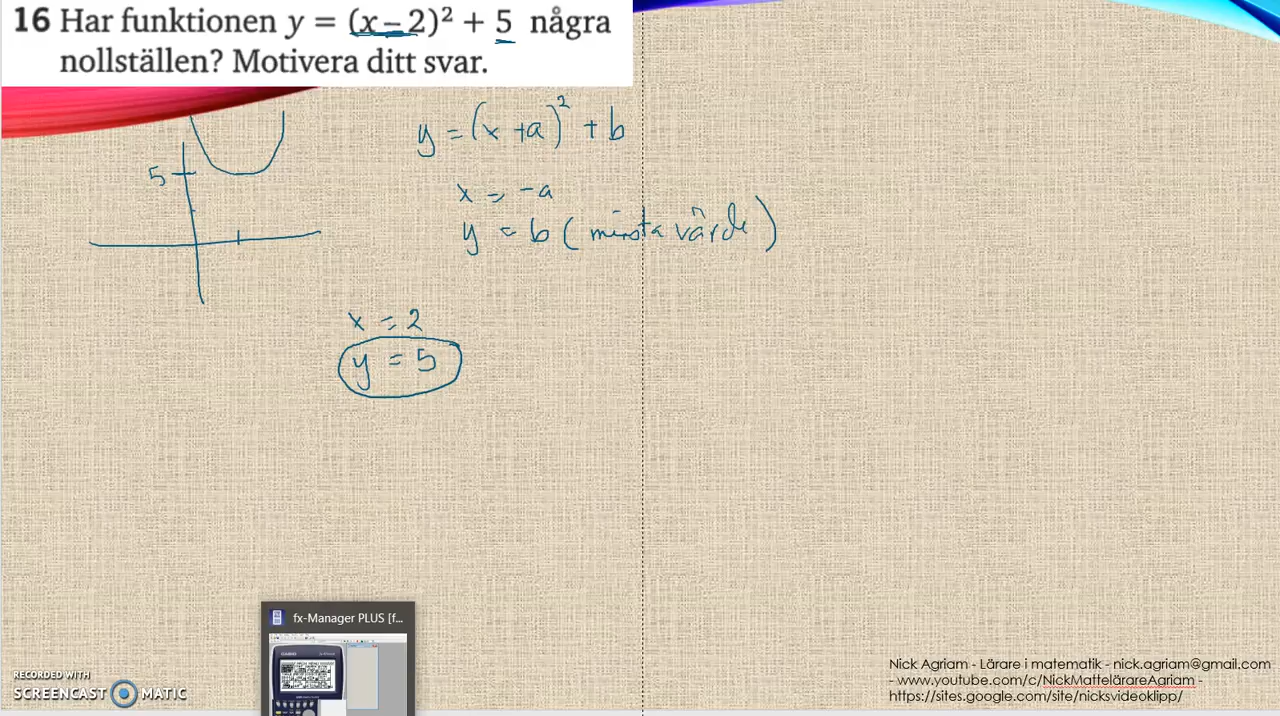 16 Har funktionen y = (x – 2)² + 5 några
nollställen? Motivera ditt svar.
y = (x + a)² + b
5
x = -a
y = b (minsta värde)
x = 2
y = 5
fx-Manager PLUS [f...
RECORDED WITH
SCREENCAST MATIC
Nick Agriam - Lärare matematik - nick.agriam@gmail.com
- www.youtube.com/c/NickMattelärareAgriam -
https://sites.google.com/site/nicksvideoklipp/